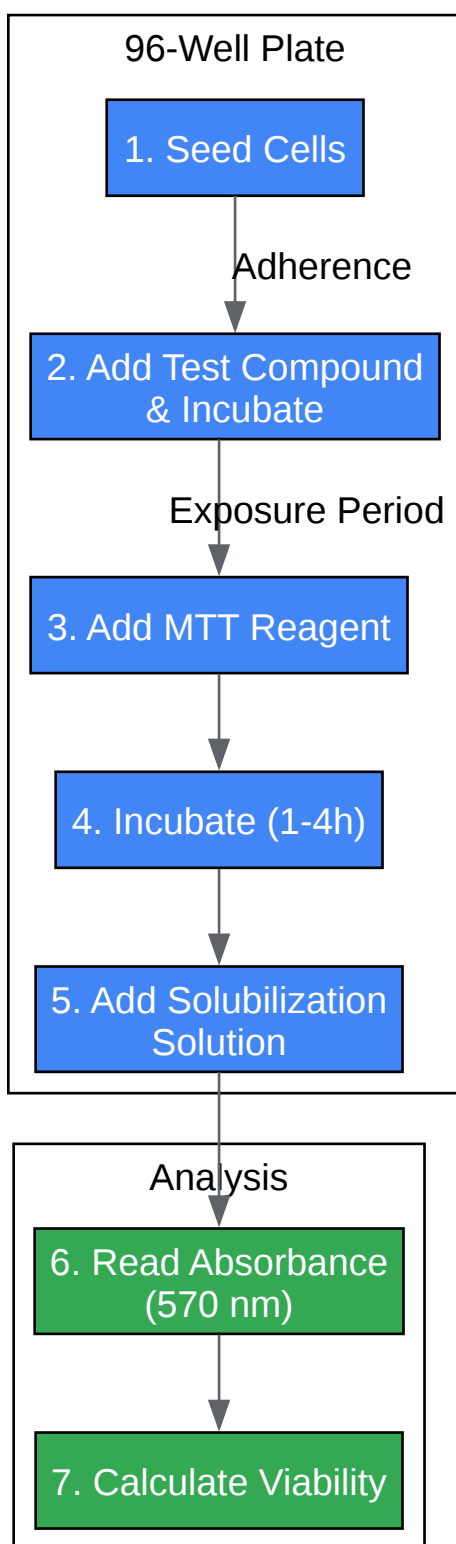 96-Well Plate
1. Seed Cells
Adherence
2. Add Test Compound
& Incubate
Exposure Period
3. Add MTT Reagent
4. Incubate (1-4h)
5. Add Solubilization
Solution
Analysis
6. Read Absorbance
(570 nm)
7. Calculate Viability